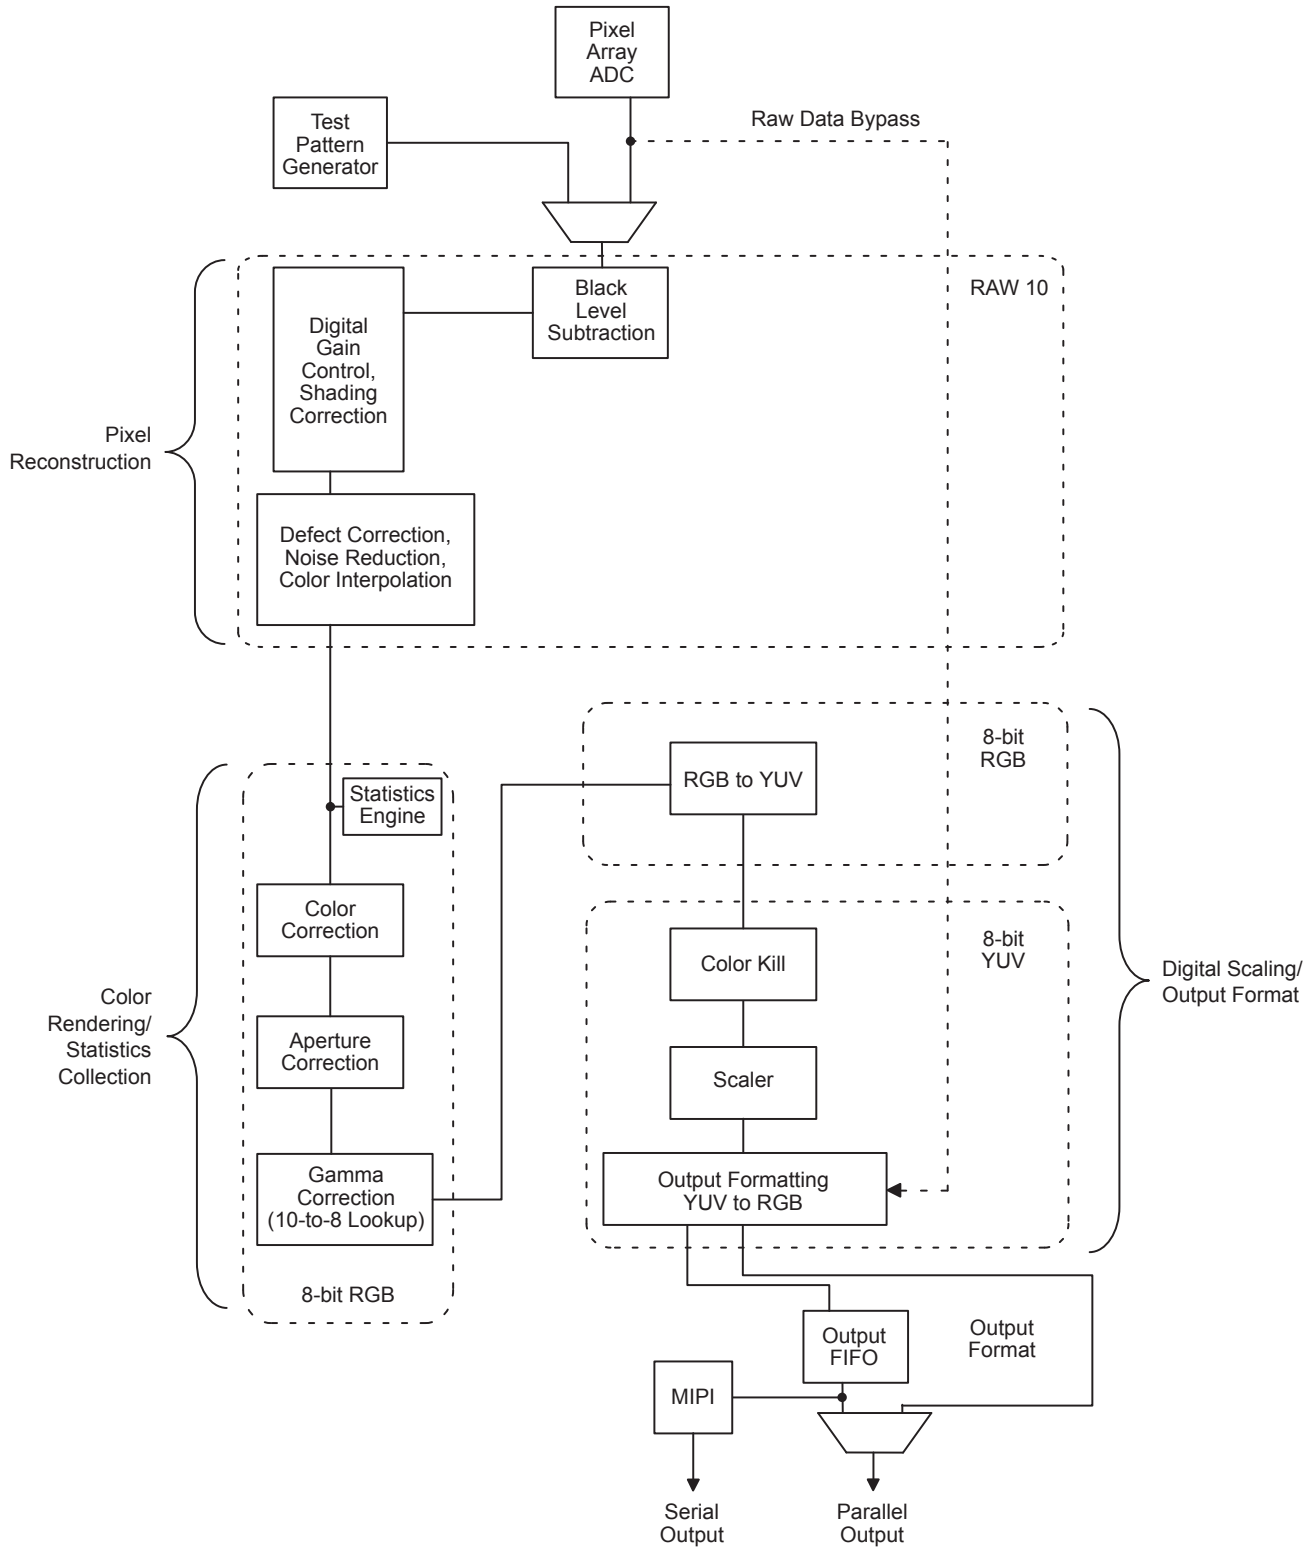 Pixel
Array
ADC
Raw Data Bypass
Test
Pattern
Generator
RAW 10
Black
Level
Subtraction
Digital
Gain
Control,
Shading
Correction
Pixel
Reconstruction
Defect Correction,
Noise Reduction,
Color Interpolation
8-bit
RGB
RGB to YUV
Statistics
Engine
Color
Correction
8-bit
YUV
Color Kill
Digital Scaling/
Output Format
Color
Rendering/
Statistics
Collection
Aperture
Correction
Scaler
Gamma
Correction
(10-to-8 Lookup)
Output Formatting
YUV to RGB
8-bit RGB
Output
FIFO
Output
Format
MIPI
Serial
Output
Parallel
Output